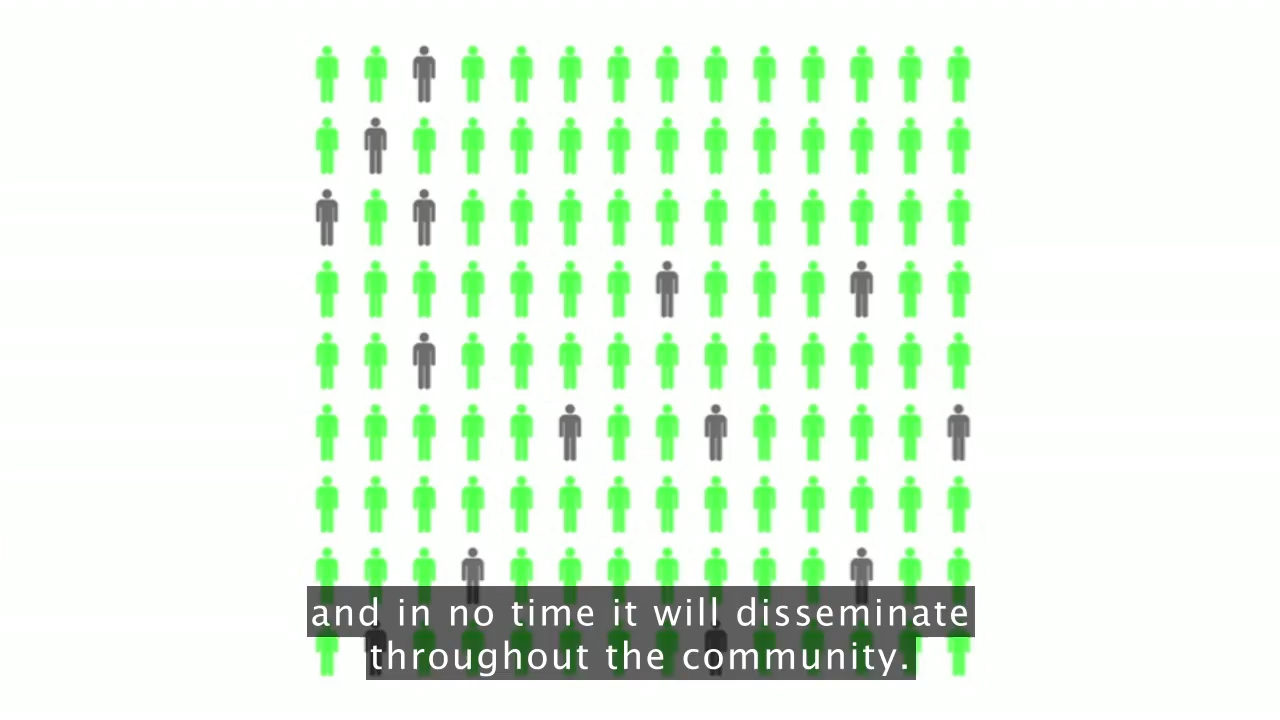 and in no time it will disseminate
throughout the community.